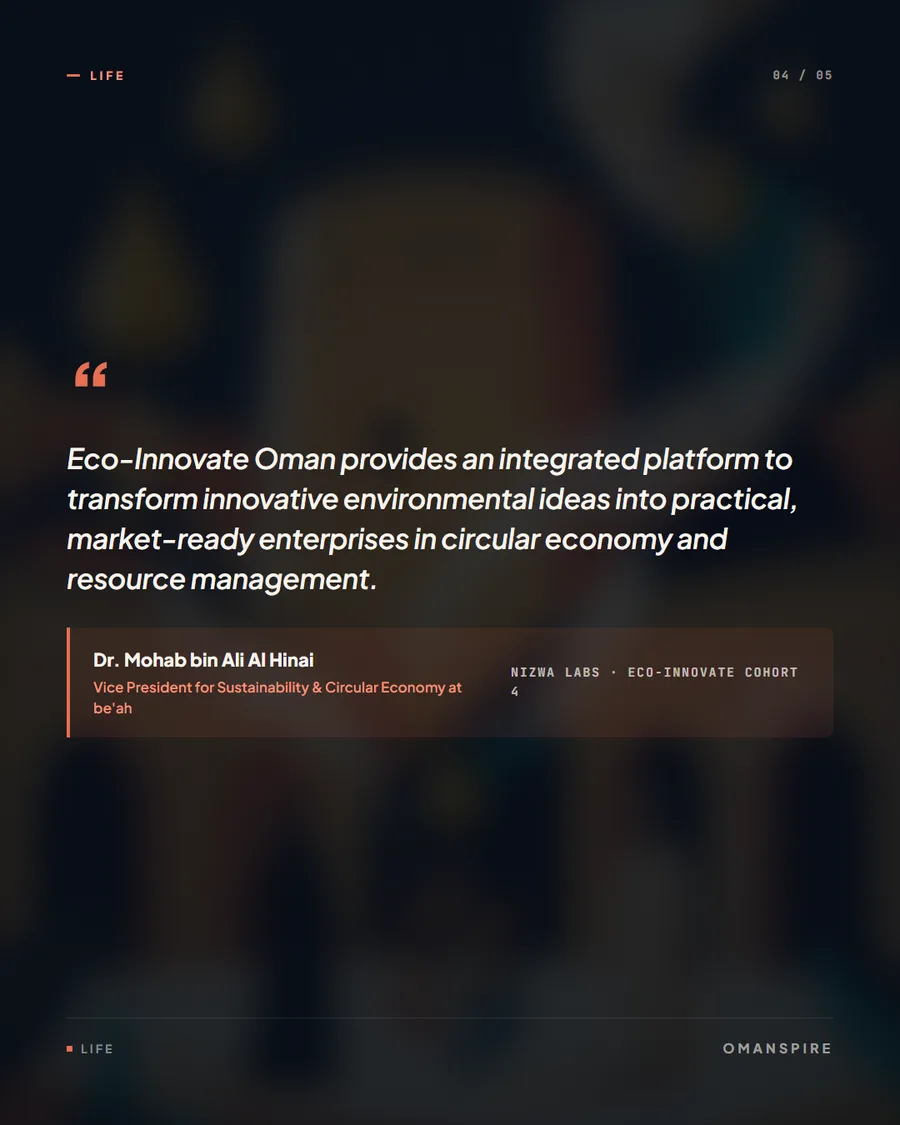 — LIFE
04 / 05
“
Eco-Innovate Oman provides an integrated platform to
transform innovative environmental ideas into practical,
market-ready enterprises in circular economy and
resource management.
Dr. Mohab bin Ali Al Hinai
Vice President for Sustainability & Circular Economy at
be'ah
NIZWA LABS · ECO-INNOVATE COHORT
4
LIFE
OMANSPIRE